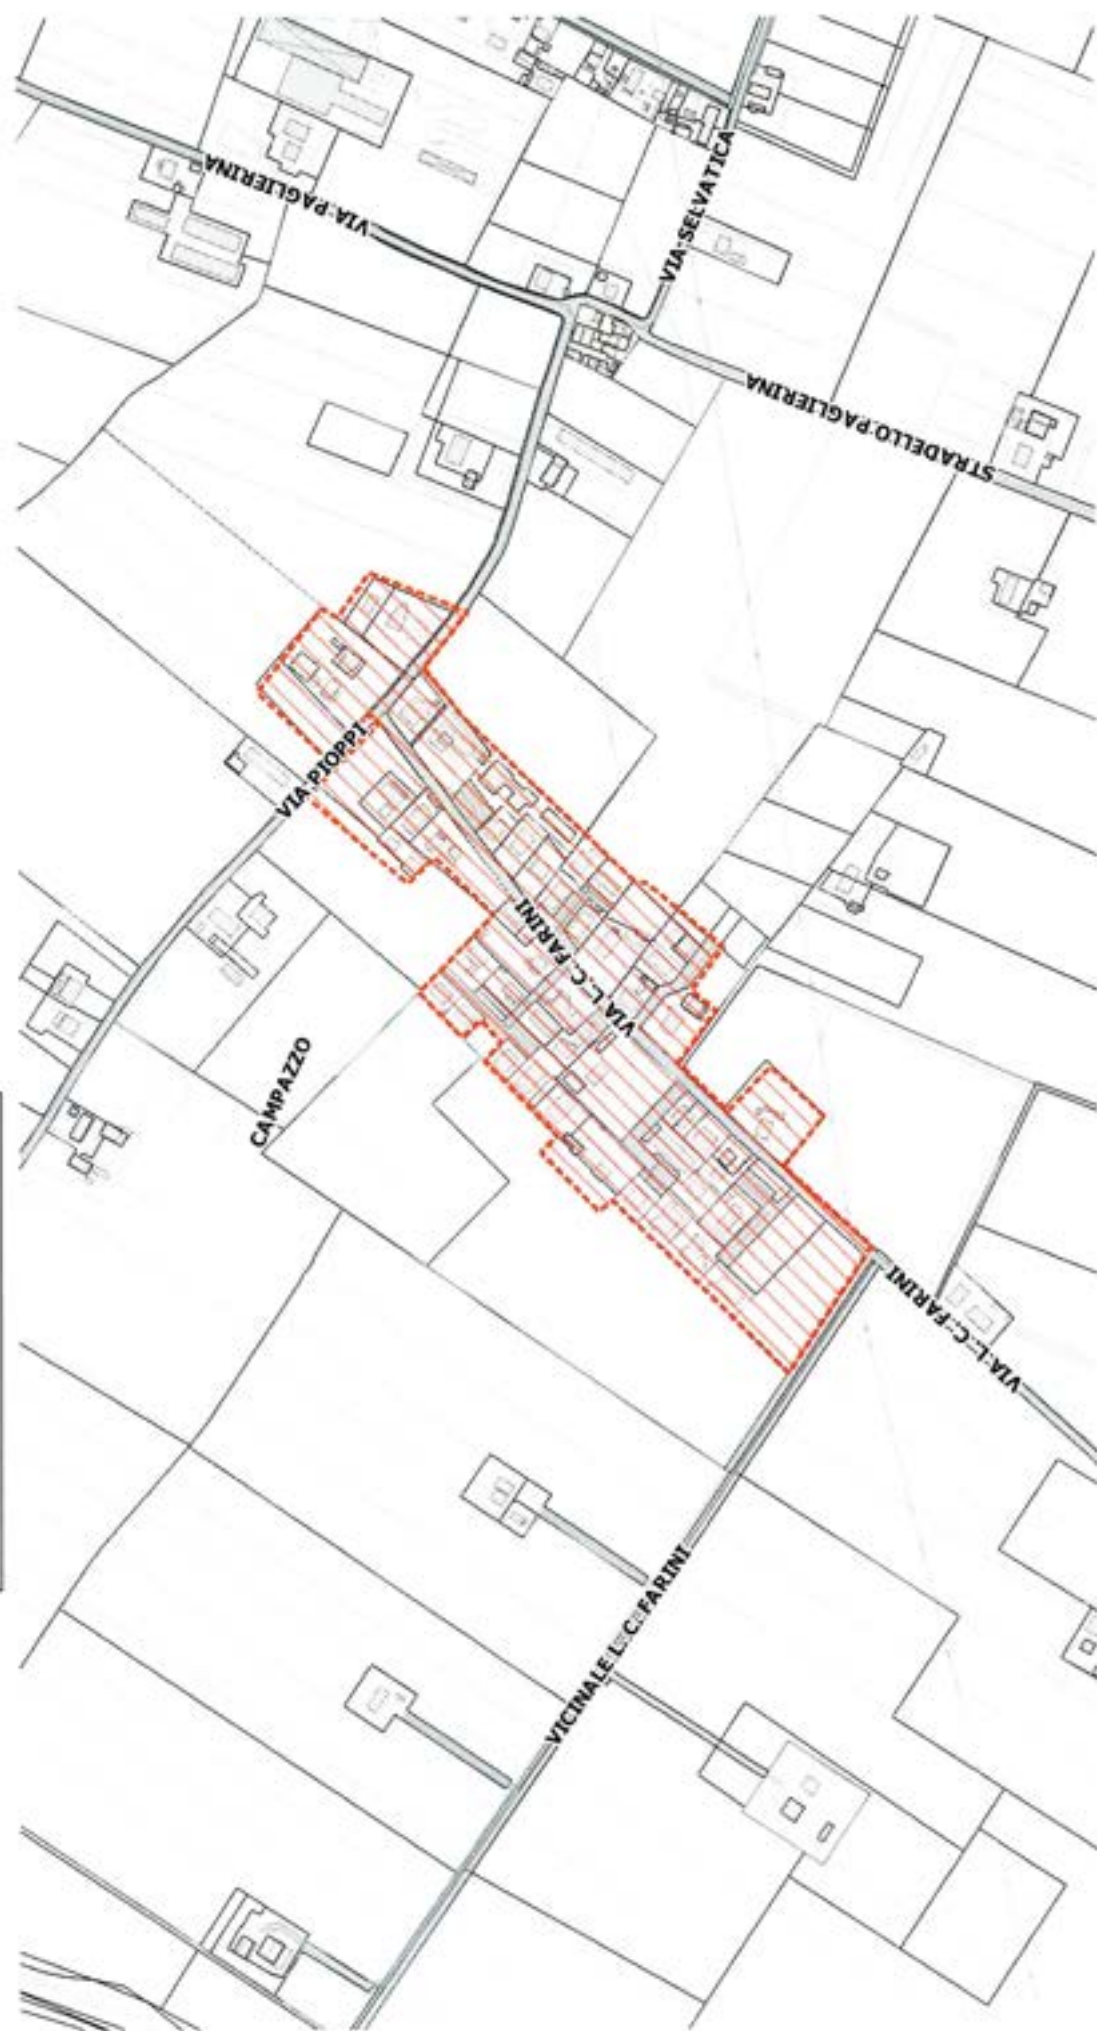 VIA PAGLIERINA
VIA SELVATICA
STRADELLO PAGLIERINA
VIA PIOPPI
VIA L. C. FARINI
CAMPAZZO
VIA L. C. FARINI
VICINALE L. C. FARINI